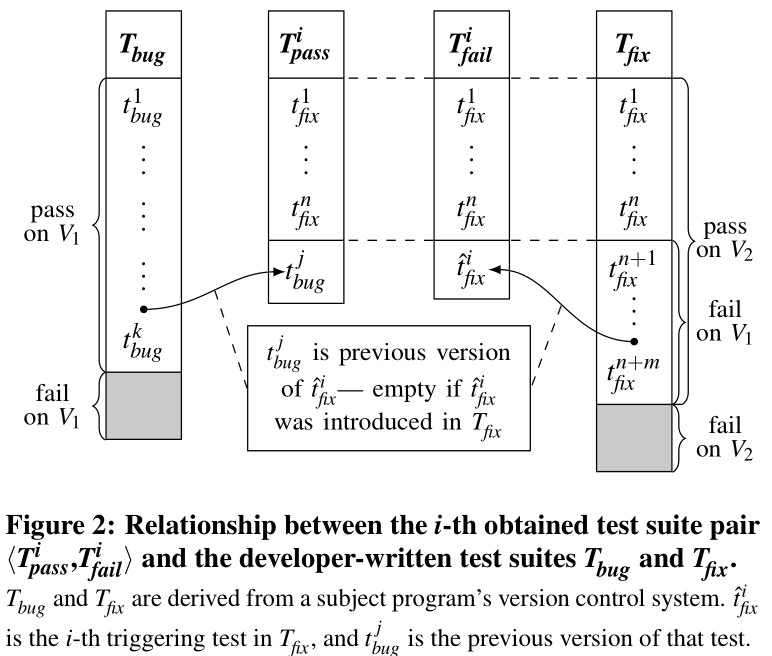 T_bug T^i_pass T^i_fail T_fix
t^1_bug t^1_fix t^1_fix t^1_fix
t^n_fix t^n_fix t^n_fix
pass
on V_1
pass
on V_2
t^j_bug t̂^i_fix t^{n+1}_fix
t^k_bug
fail
on V_1
t^{n+m}_fix
t^j_bug is previous version
of t̂^i_fix— empty if t̂^i_fix
was introduced in T_fix
fail
on V_1
fail
on V_2
Figure 2: Relationship between the i-th obtained test suite pair
⟨T^i_pass,T^i_fail⟩ and the developer-written test suites T_bug and T_fix.
T_bug and T_fix are derived from a subject program's version control system. t̂^i_fix
is the i-th triggering test in T_fix, and t^j_bug is the previous version of that test.